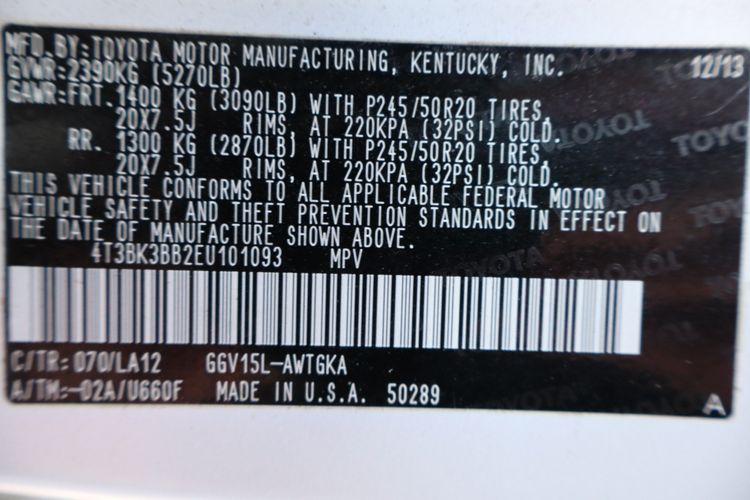 MFD.BY:TOYOTA MOTOR MANUFACTURING, KENTUCKY, INC. 12/13
GVWR:2390KG (5270LB)
GAWR:FRT.1400 KG (3090LB) WITH P245/50R20 TIRES,
20X7.5J RIMS, AT 220KPA (32PSI) COLD.
RR. 1300 KG (2870LB) WITH P245/50R20 TIRES,
20X7.5J RIMS, AT 220KPA (32PSI) COLD.
THIS VEHICLE CONFORMS TO ALL APPLICABLE FEDERAL MOTOR
VEHICLE SAFETY AND THEFT PREVENTION STANDARDS IN EFFECT ON
THE DATE OF MANUFACTURE SHOWN ABOVE.
4T3BK3BB2EU101093 MPV
C/TR:070/LA12 GGV15L-AWTGKA
A/TM:-02A/U660F MADE IN U.S.A. 50289
A
TOYOTA
TOYOTA
TOYOTA
TOYOTA